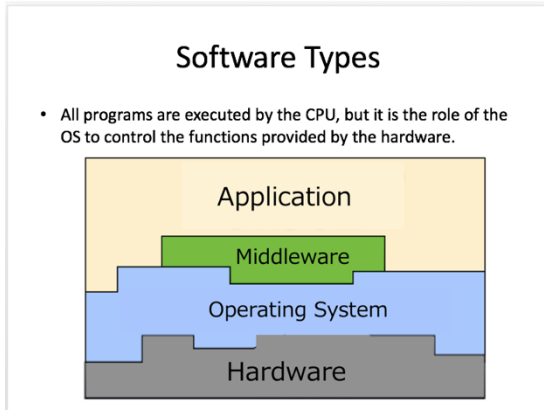 Software Types
• All programs are executed by the CPU, but it is the role of the
OS to control the functions provided by the hardware.
Application
Middleware
Operating System
Hardware